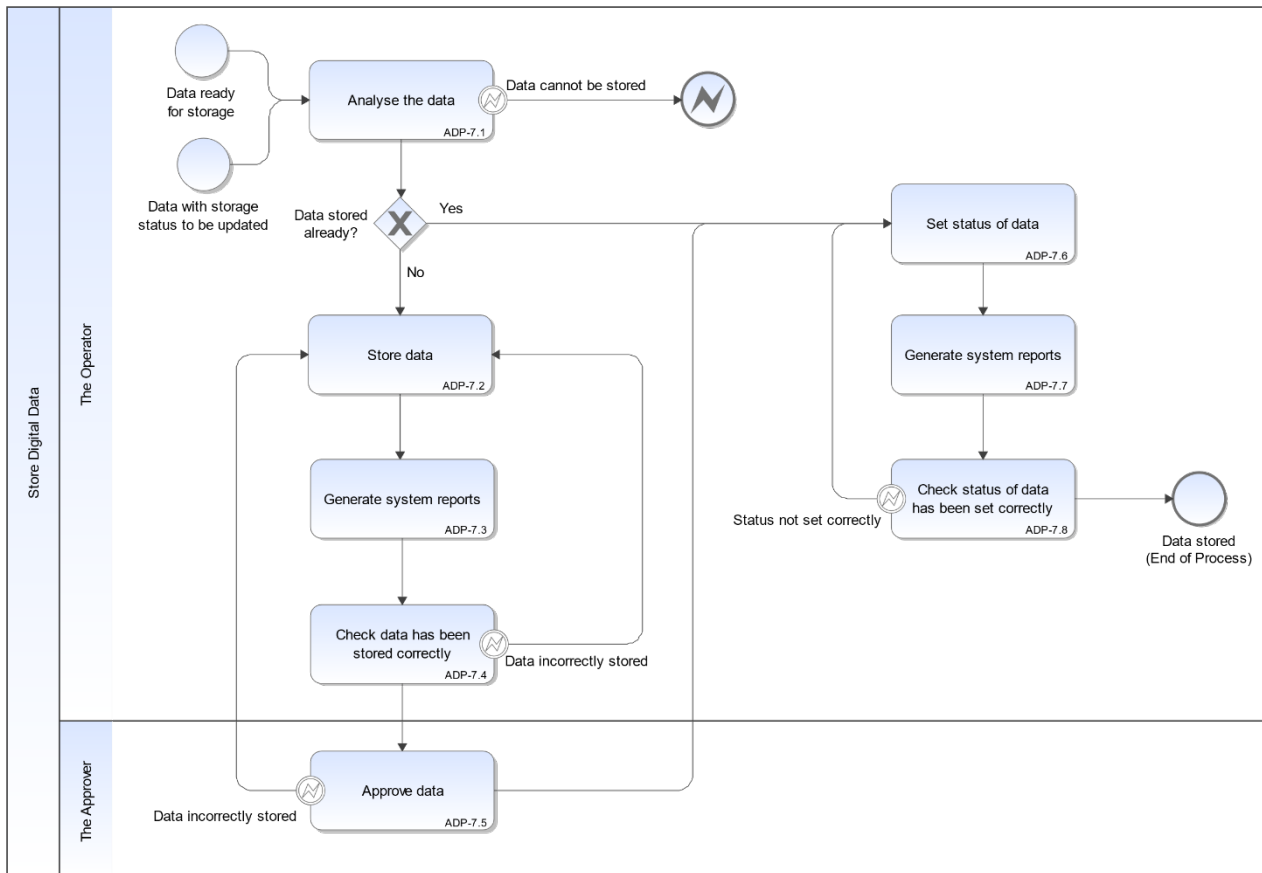 Store Digital Data
The Operator
The Approver
Data ready
for storage
Data with storage
status to be updated
Analyse the data
ADP-7.1
Data cannot be stored
Data stored
already?
Yes
No
Store data
ADP-7.2
Generate system reports
ADP-7.3
Check data has been
stored correctly
ADP-7.4
Data incorrectly stored
Approve data
ADP-7.5
Data incorrectly stored
Set status of data
ADP-7.6
Generate system reports
ADP-7.7
Check status of data
has been set correctly
ADP-7.8
Status not set correctly
Data stored
(End of Process)